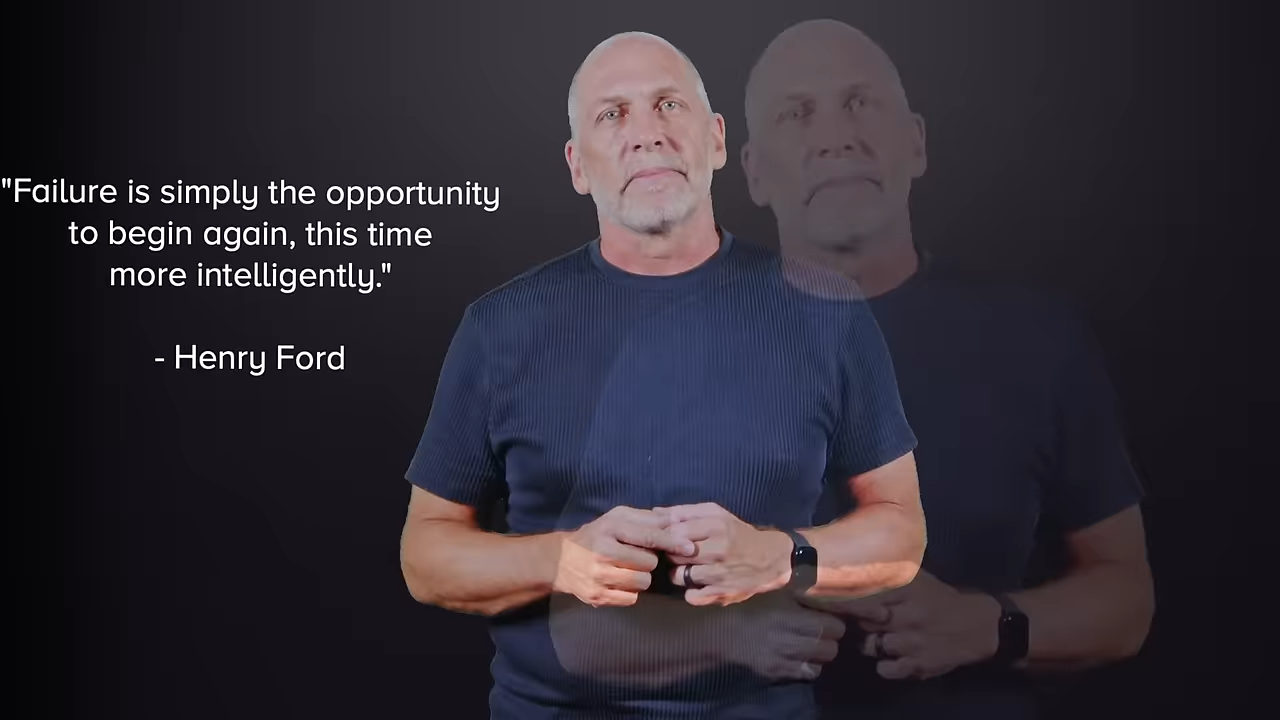 "Failure is simply the opportunity
to begin again, this time
more intelligently."
- Henry Ford